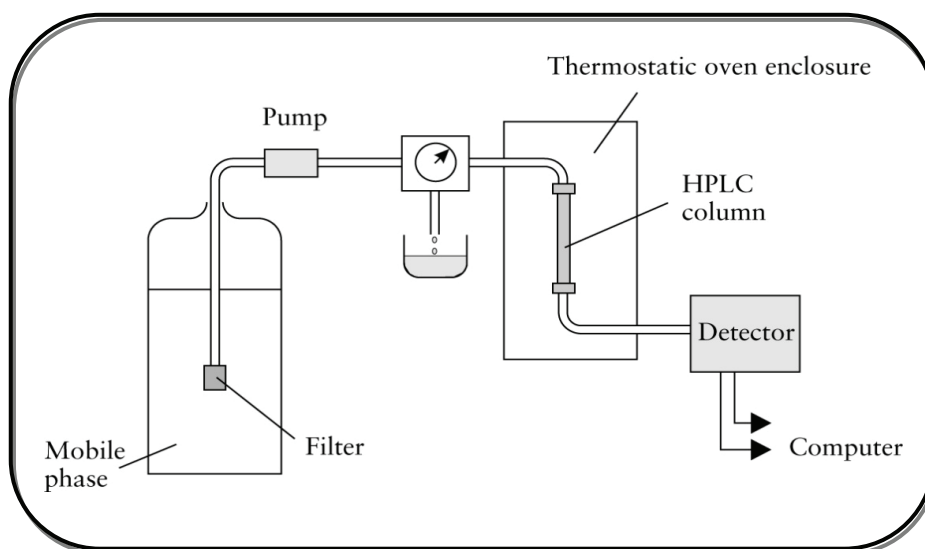 Thermostatic oven enclosure
Pump
HPLC
column
Detector
Mobile
phase
Filter
Computer